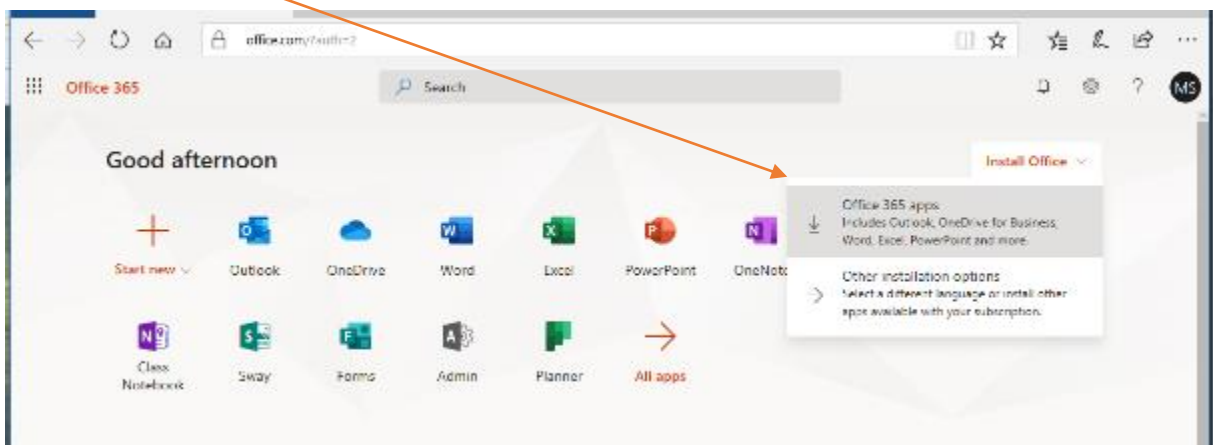 office.com/?auth=2
Office 365
Search
?
MS
Good afternoon
Install Office
Office 365 apps
Includes Outlook, OneDrive for Business,
Word, Excel, PowerPoint and more.
Other installation options
Select a different language or install other
apps available with your subscription.
Start new
Outlook
OneDrive
Word
Excel
PowerPoint
OneNote
Class
Notebook
Sway
Forms
Admin
Planner
All apps